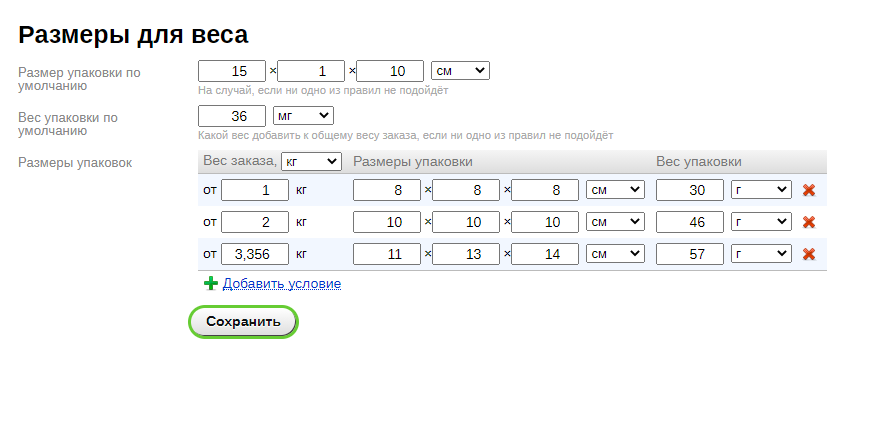 Размеры для веса
Размер упаковки по умолчанию
15 × 1 × 10 см
На случай, если ни одно из правил не подойдёт
Вес упаковки по умолчанию
36 мг
Какой вес добавить к общему весу заказа, если ни одно из правил не подойдёт
Размеры упаковок
Вес заказа, кг Размеры упаковки Вес упаковки
от 1 кг 8 × 8 × 8 см 30 г
от 2 кг 10 × 10 × 10 см 46 г
от 3,356 кг 11 × 13 × 14 см 57 г
Добавить условие
Сохранить